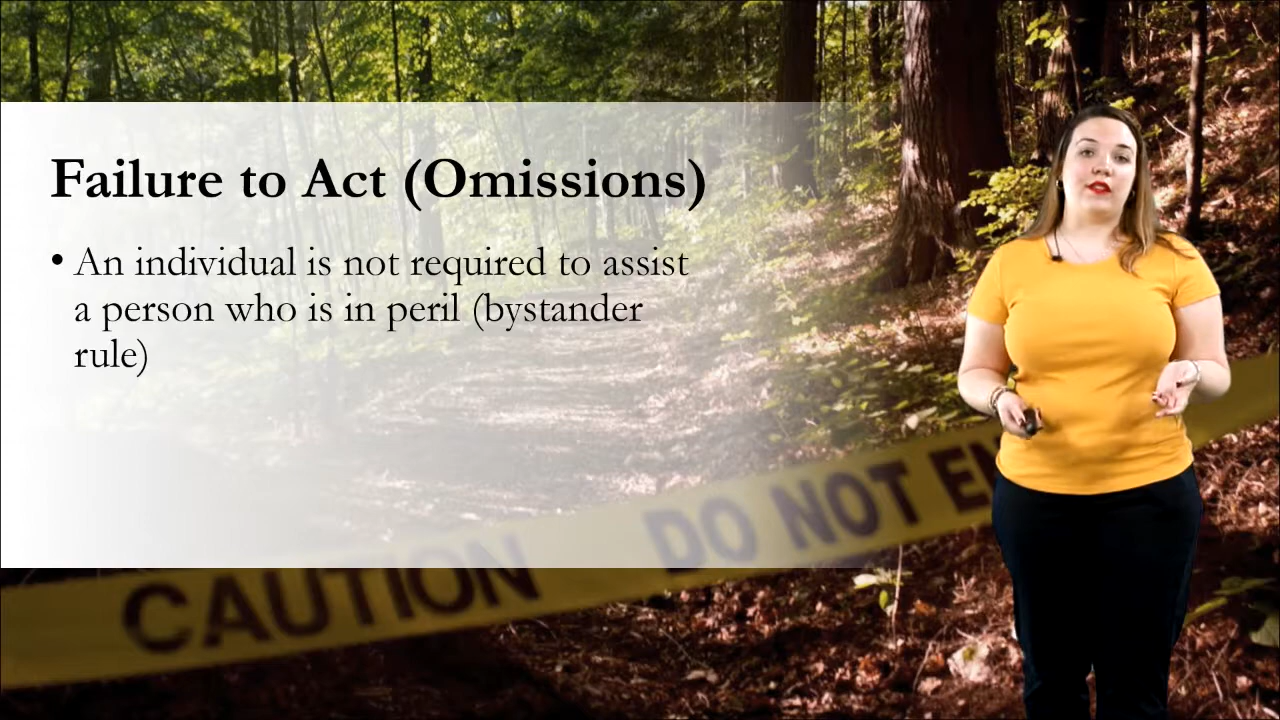 Failure to Act (Omissions)
• An individual is not required to assist
a person who is in peril (bystander
rule)
CAUTION DO NOT EN